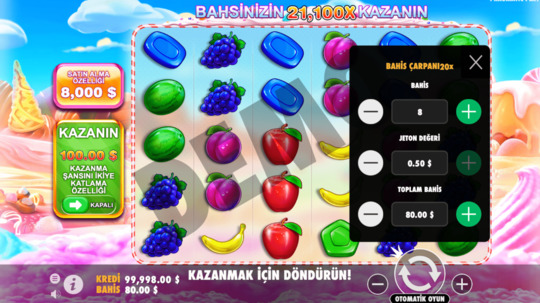 BAHSİNİZİN 21,100X KAZANIN
SATIN ALMA
ÖZELLİĞİ
8,000 $
KAZANIN
100.00 $
KAZANMA
ŞANSINI İKİYE
KATLAMA
ÖZELLİĞİ
KAPALI
DEMO
BAHİS ÇARPANI20x
BAHİS
8
JETON DEĞERİ
0.50 $
TOPLAM BAHİS
80.00 $
KREDİ 99,998.00 $
BAHİS 80.00 $
KAZANMAK İÇİN DÖNDÜRÜN!
OTOMATİK OYUN